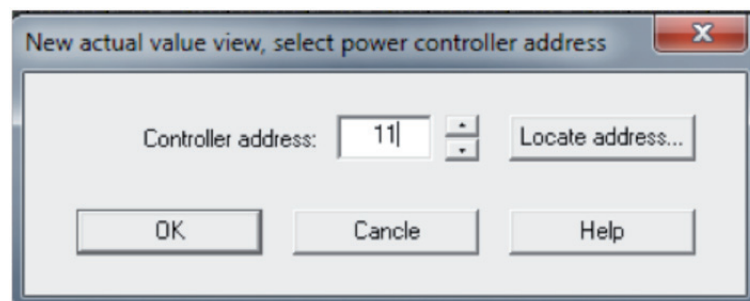 New actual value view, select power controller address
Controller address: 11 Locate address...
OK Cancle Help